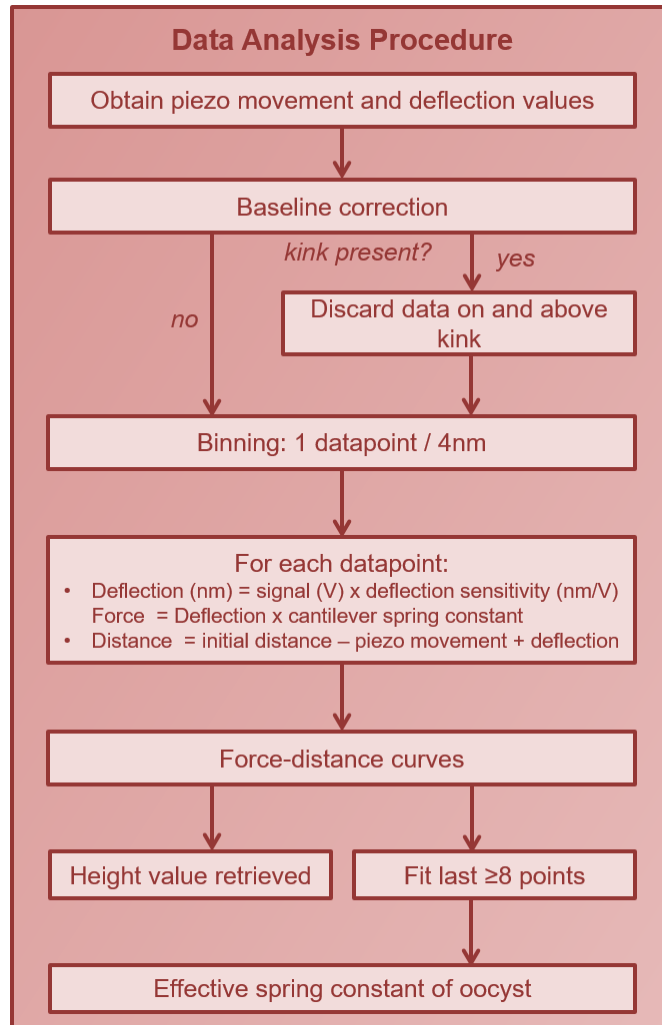 Data Analysis Procedure
Obtain piezo movement and deflection values
Baseline correction
kink present?
yes
no
Discard data on and above
kink
Binning: 1 datapoint / 4nm
For each datapoint:
• Deflection (nm) = signal (V) x deflection sensitivity (nm/V)
Force = Deflection x cantilever spring constant
• Distance = initial distance – piezo movement + deflection
Force-distance curves
Height value retrieved
Fit last ≥8 points
Effective spring constant of oocyst